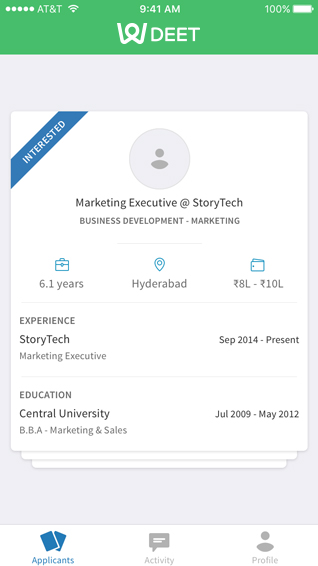 AT&T 9:41 AM 100%
W DEET
INTERESTED
Marketing Executive @ StoryTech
BUSINESS DEVELOPMENT - MARKETING
6.1 years Hyderabad ₹8L - ₹10L
EXPERIENCE
StoryTech Sep 2014 - Present
Marketing Executive
EDUCATION
Central University Jul 2009 - May 2012
B.B.A - Marketing & Sales
Applicants Activity Profile